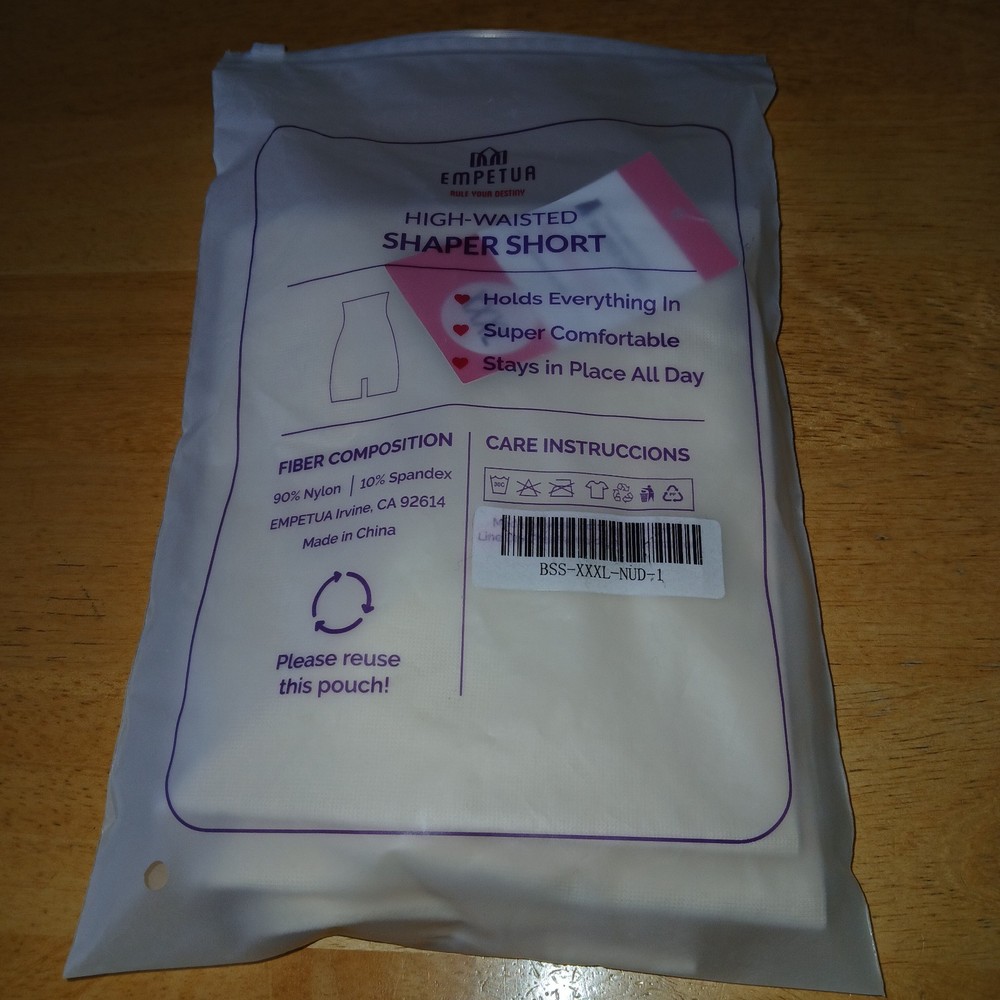 EMPETUA
RULE YOUR DESTINY
HIGH-WAISTED
SHAPER SHORT
Holds Everything In
Super Comfortable
Stays in Place All Day
FIBER COMPOSITION
90% Nylon | 10% Spandex
EMPETUA Irvine, CA 92614
Made in China
Please reuse
this pouch!
CARE INSTRUCCIONS
30C
BSS-XXXL-NUD-1